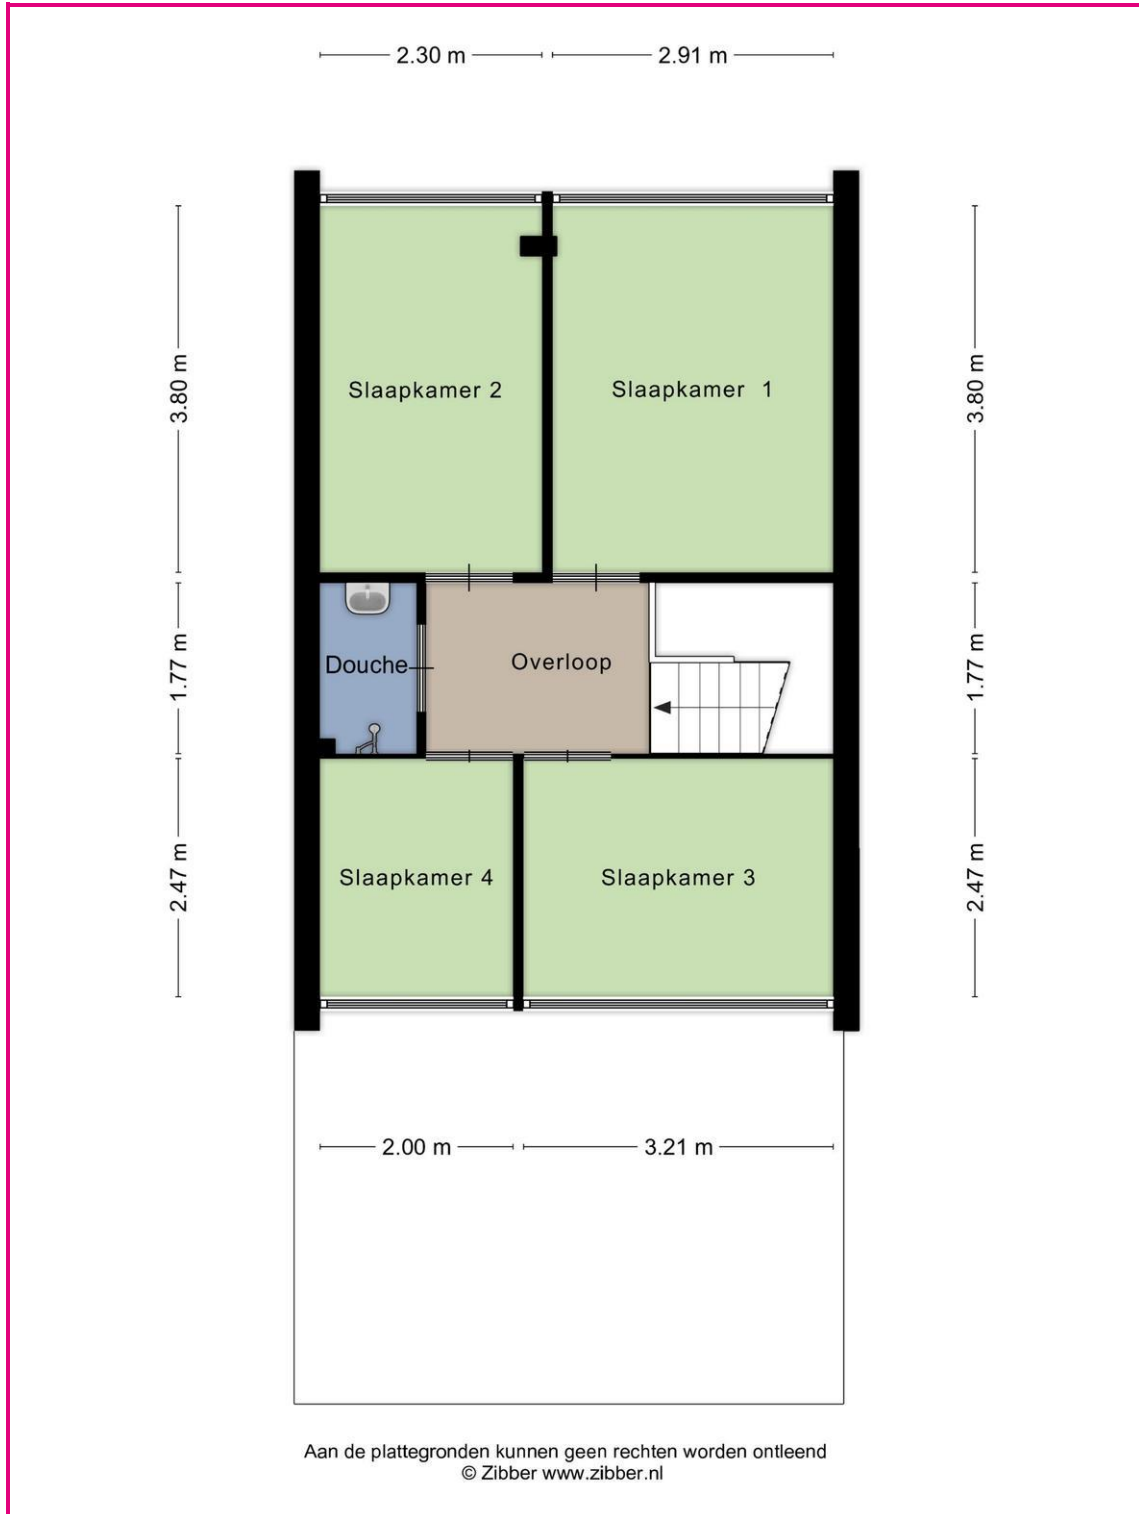 2.30 m
2.91 m
3.80 m
3.80 m
Slaapkamer 2
Slaapkamer 1
1.77 m
1.77 m
Douche
Overloop
2.47 m
2.47 m
Slaapkamer 4
Slaapkamer 3
2.00 m
3.21 m
Aan de plattegronden kunnen geen rechten worden ontleend
© Zibber www.zibber.nl